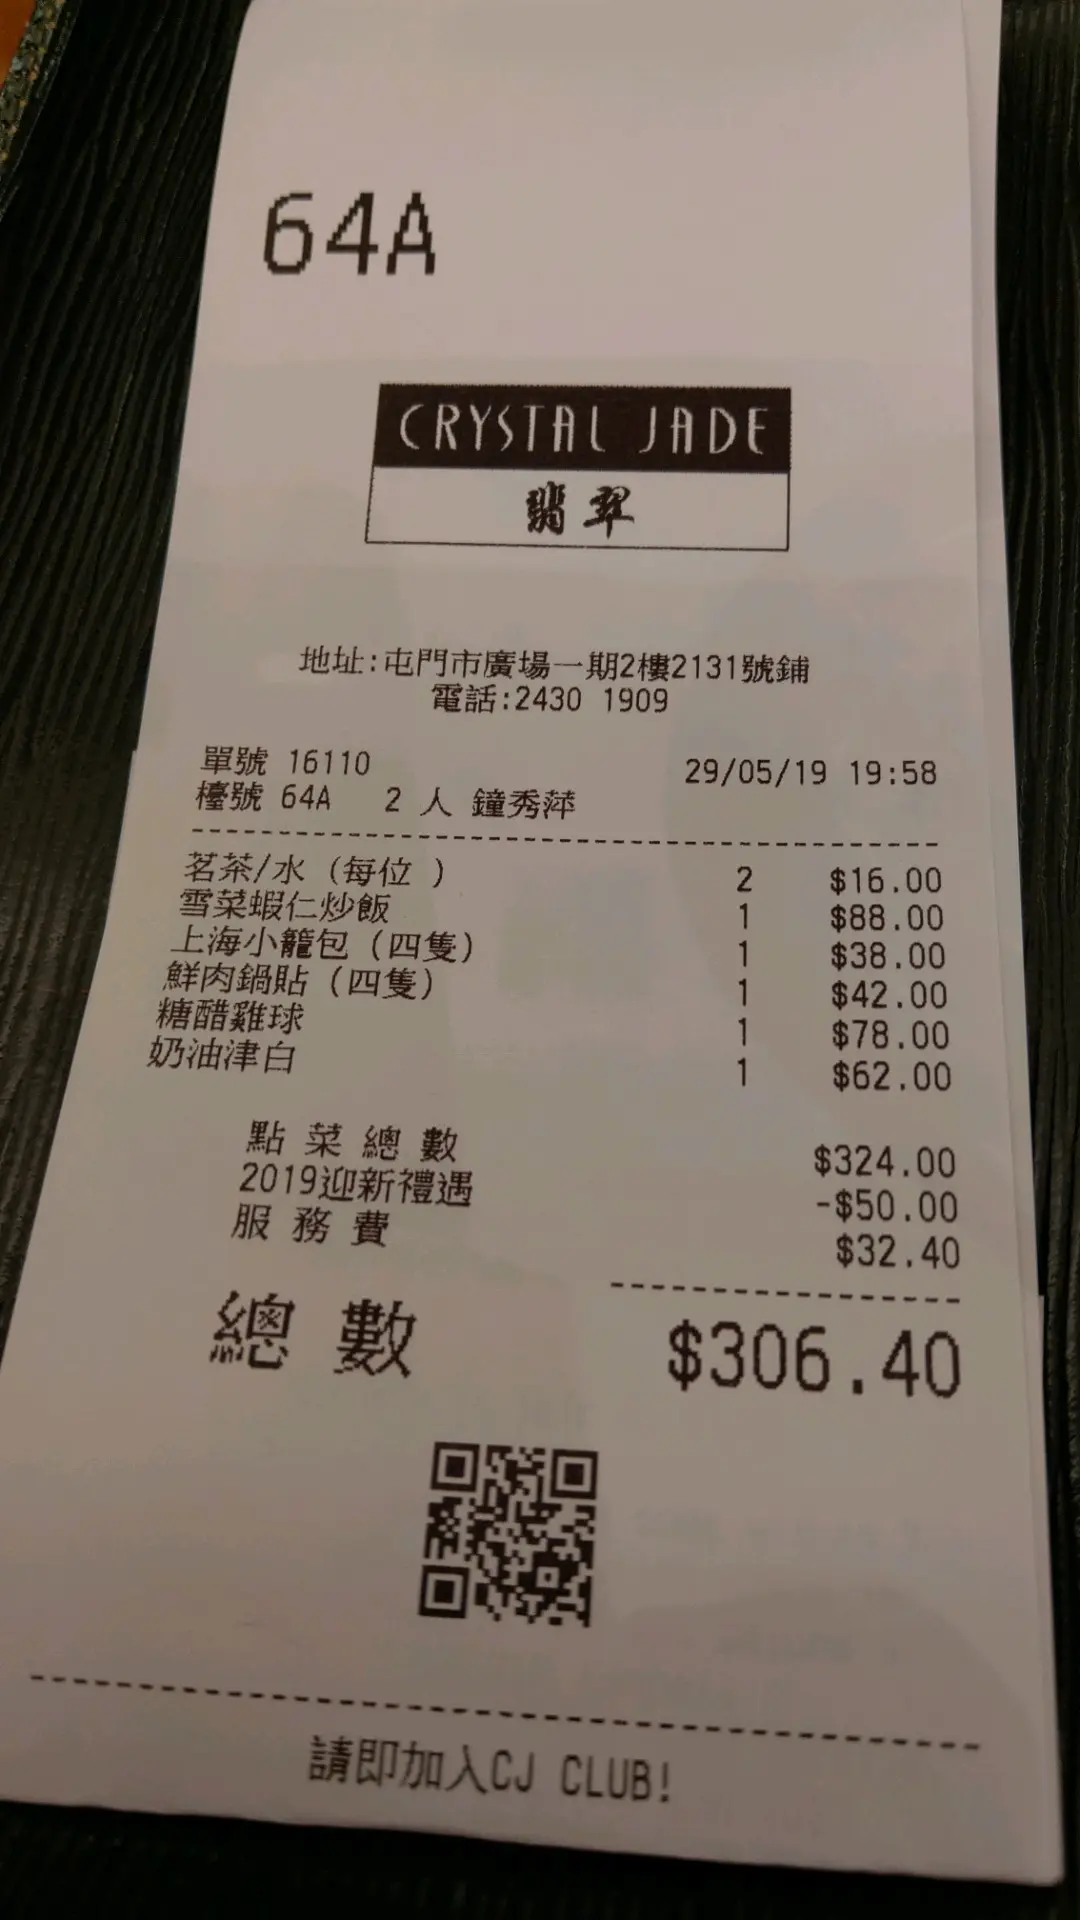 64A
CRYSTAL JADE
翡翠
地址:屯門市廣場一期2樓2131號鋪
電話:2430 1909
單號 16110 29/05/19 19:58
檯號 64A 2 人 鐘秀萍
茗茶/水 (每位 ) 2 $16.00
雪菜蝦仁炒飯 1 $88.00
上海小籠包 (四隻) 1 $38.00
鮮肉鍋貼 (四隻) 1 $42.00
糖醋雞球 1 $78.00
奶油津白 1 $62.00
點 菜 總 數 $324.00
2019迎新禮遇 -$50.00
服 務 費 $32.40
總 數 $306.40
請即加入CJ CLUB!